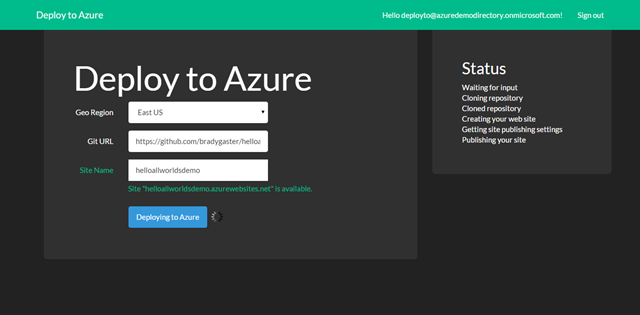 Deploy to Azure
Hello deployto@azuredemodirectory.onmicrosoft.com!
Sign out
Deploy to Azure
Geo Region
East US
Git URL
https://github.com/bradygaster/helloa
Site Name
helloallworldsdemo
Site "helloallworldsdemo.azurewebsites.net" is available.
Deploying to Azure
Status
Waiting for input
Cloning repository
Cloned repository
Creating your web site
Getting site publishing settings
Publishing your site